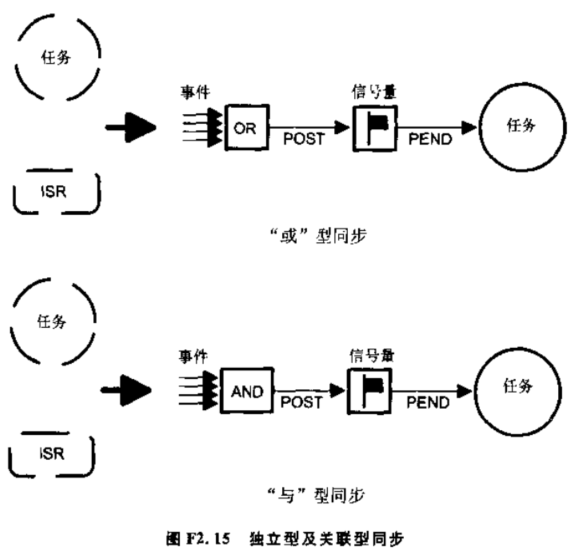 任务
事件
信号量
OR
POST
PEND
任务
ISR
“或”型同步
任务
事件
信号量
AND
POST
PEND
任务
ISR
“与”型同步
图 F2.15 独立型及关联型同步